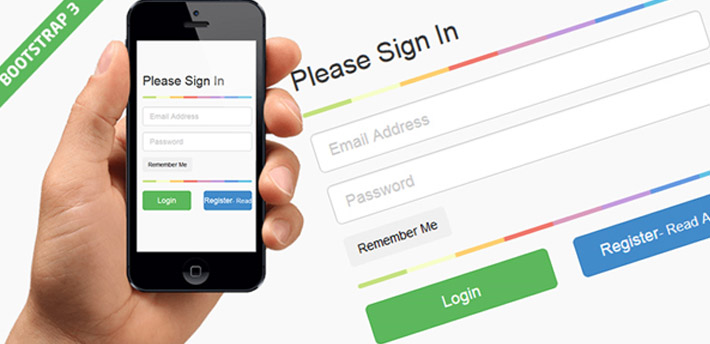 BOOTSTRAP 3
Please Sign In
Email Address
Password
Remember Me
Login
Register- Read
Please Sign In
Email Address
Password
Remember Me
Login
Register- Read A